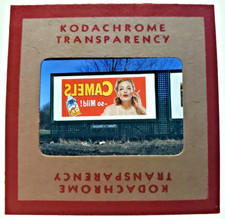 KODACHROME
TRANSPARENCY
CAMELS
-so Mild!
KODACHROME
TRANSPARENCY